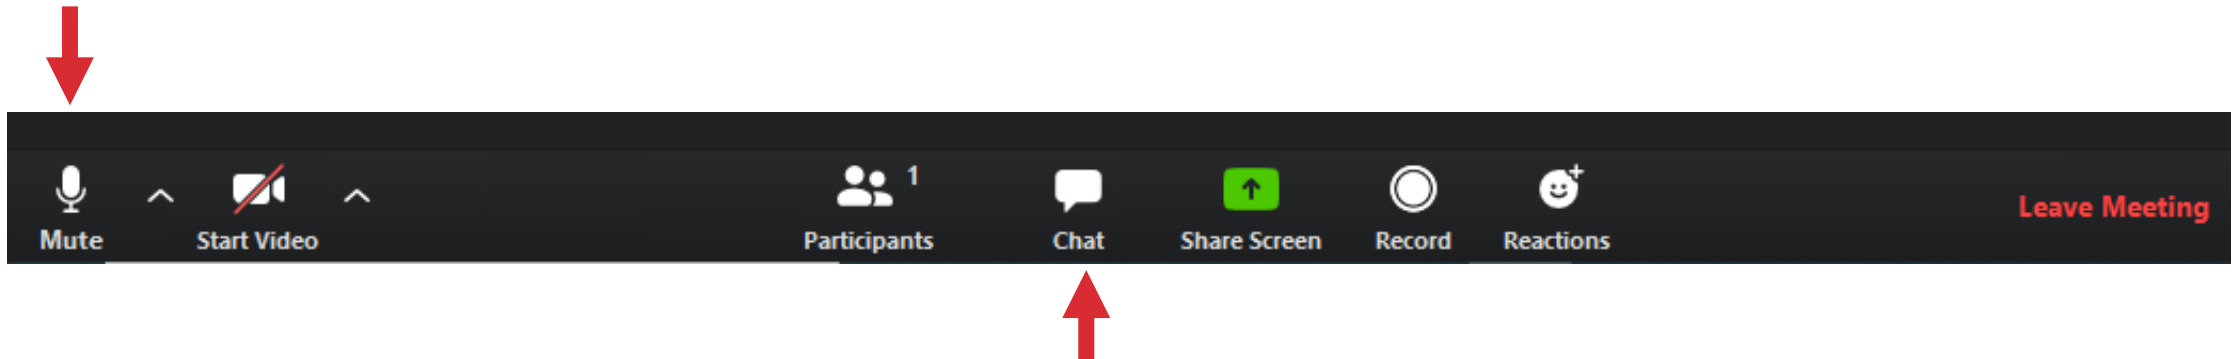 Mute
Start Video
Participants 1
Chat
Share Screen
Record
Reactions
Leave Meeting